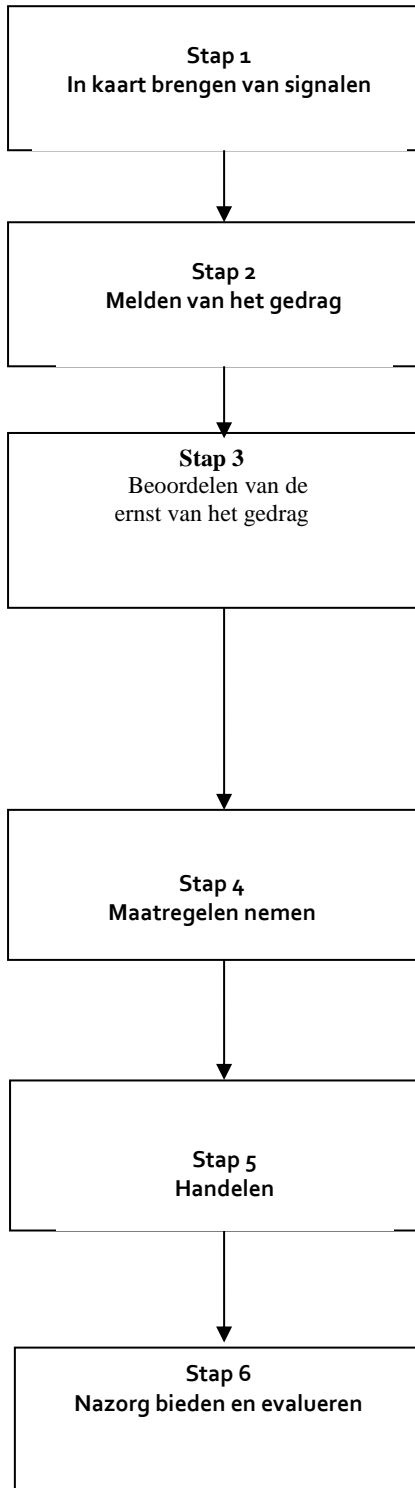 Stap 1
In kaart brengen van signalen
Stap 2
Melden van het gedrag
Stap 3
Beoordelen van de
ernst van het gedrag
Stap 4
Maatregelen nemen
Stap 5
Handelen
Stap 6
Nazorg bieden en evalueren